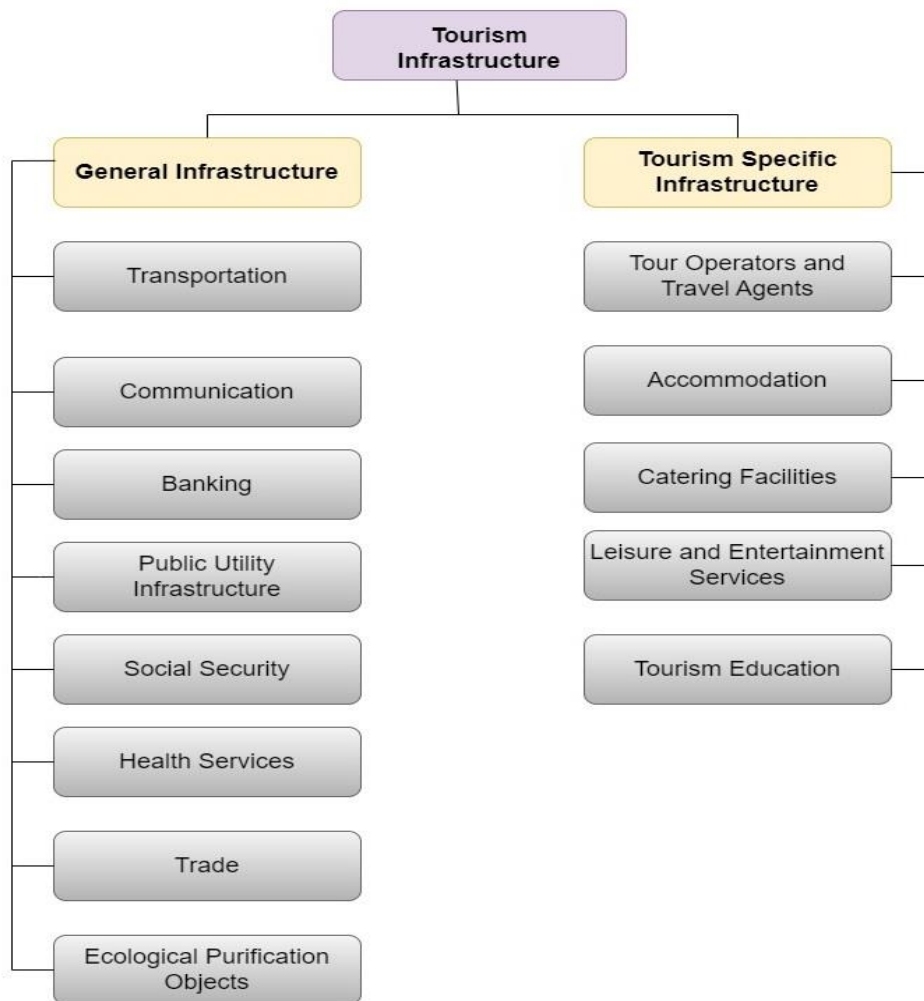 Tourism
Infrastructure
General Infrastructure
Transportation
Communication
Banking
Public Utility
Infrastructure
Social Security
Health Services
Trade
Ecological Purification
Objects
Tourism Specific
Infrastructure
Tour Operators and
Travel Agents
Accommodation
Catering Facilities
Leisure and Entertainment
Services
Tourism Education